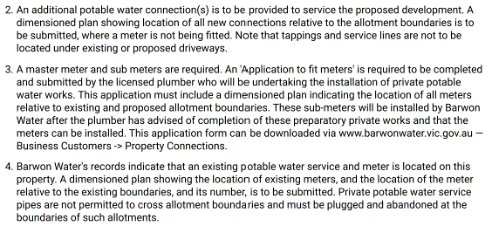 2. An additional potable water connection(s) is to be provided to service the proposed development. A
dimensioned plan showing location of all new connections relative to the allotment boundaries is to
be submitted, where a meter is not being fitted. Note that tappings and service lines are not to be
located under existing or proposed driveways.
3. A master meter and sub meters are required. An 'Application to fit meters' is required to be completed
and submitted by the licensed plumber who will be undertaking the installation of private potable
water works. This application must include a dimensioned plan indicating the location of all meters
relative to existing and proposed allotment boundaries. These sub-meters will be installed by Barwon
Water after the plumber has advised of completion of these preparatory private works and that the
meters can be installed. This application form can be downloaded via www.barwonwater.vic.gov.au –
Business Customers -> Property Connections.
4. Barwon Water's records indicate that an existing potable water service and meter is located on this
property. A dimensioned plan showing the location of existing meters, and the location of the meter
relative to the existing boundaries, and its number, is to be submitted. Private potable water service
pipes are not permitted to cross allotment boundaries and must be plugged and abandoned at the
boundaries of such allotments.